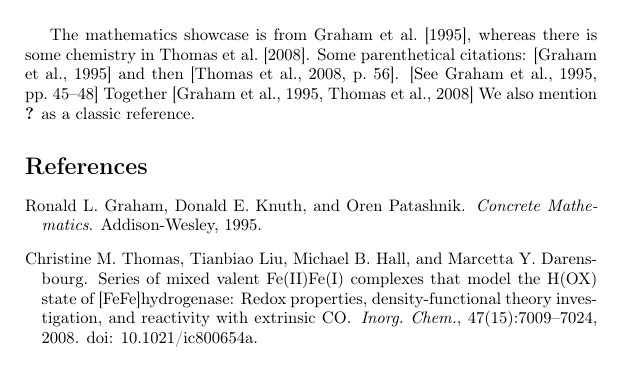 The mathematics showcase is from Graham et al. [1995], whereas there is
some chemistry in Thomas et al. [2008]. Some parenthetical citations: [Graham
et al., 1995] and then [Thomas et al., 2008, p. 56]. [See Graham et al., 1995,
pp. 45–48] Together [Graham et al., 1995, Thomas et al., 2008] We also mention
? as a classic reference.
References
Ronald L. Graham, Donald E. Knuth, and Oren Patashnik. Concrete Mathe-
matics. Addison-Wesley, 1995.
Christine M. Thomas, Tianbiao Liu, Michael B. Hall, and Marcetta Y. Darens-
bourg. Series of mixed valent Fe(II)Fe(I) complexes that model the H(OX)
state of [FeFe]hydrogenase: Redox properties, density-functional theory inves-
tigation, and reactivity with extrinsic CO. Inorg. Chem., 47(15):7009–7024,
2008. doi: 10.1021/ic800654a.